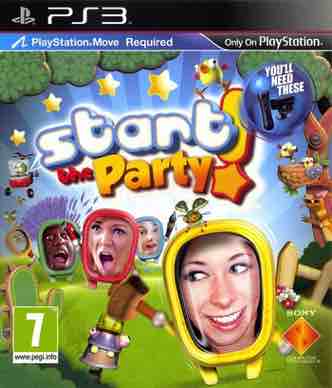 PS3
PlayStation®Move Required
Only On PlayStation®
YOU'LL
NEED
THESE
start
the Party!
7
www.pegi.info
SONY